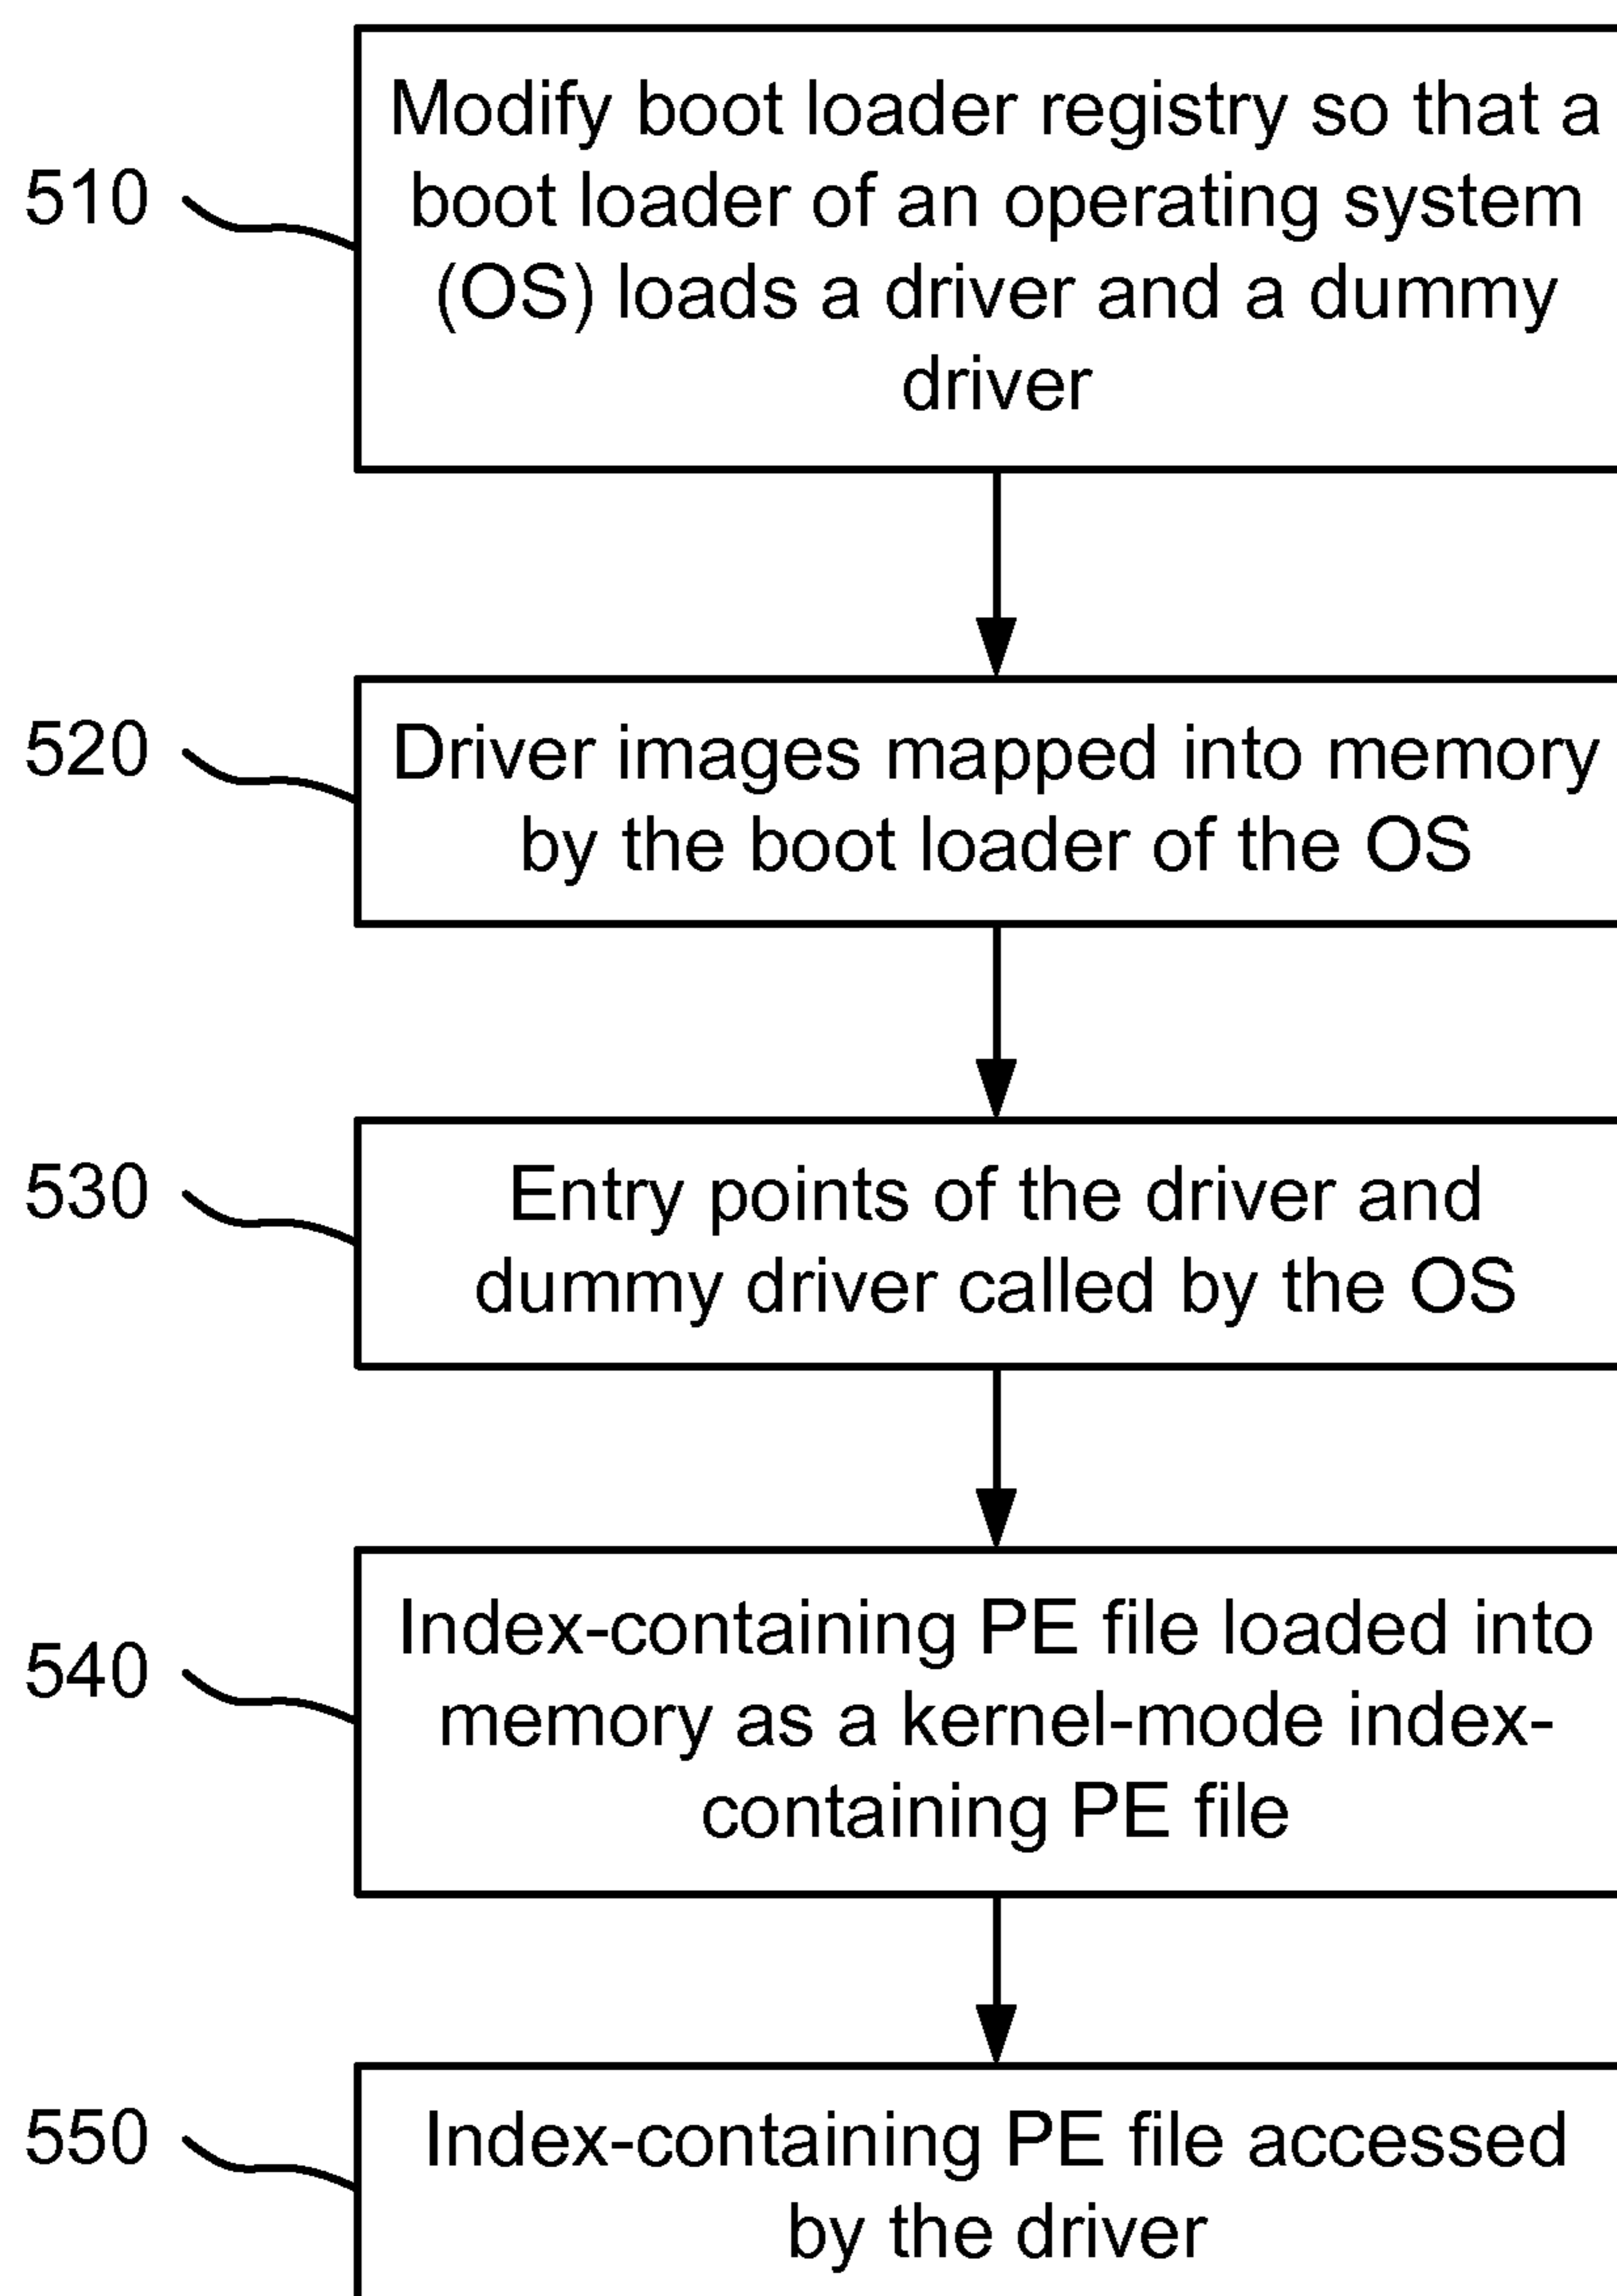 Modify boot loader registry so that a
510
boot loader of an operating system
(OS) loads a driver and a dummy
driver
520
Driver images mapped into memory
by the boot loader of the OS
530
Entry points of the driver and
dummy driver called by the OS
540
Index-containing PE file loaded into
memory as a kernel-mode index-
containing PE file
550
Index-containing PE file accessed
by the driver